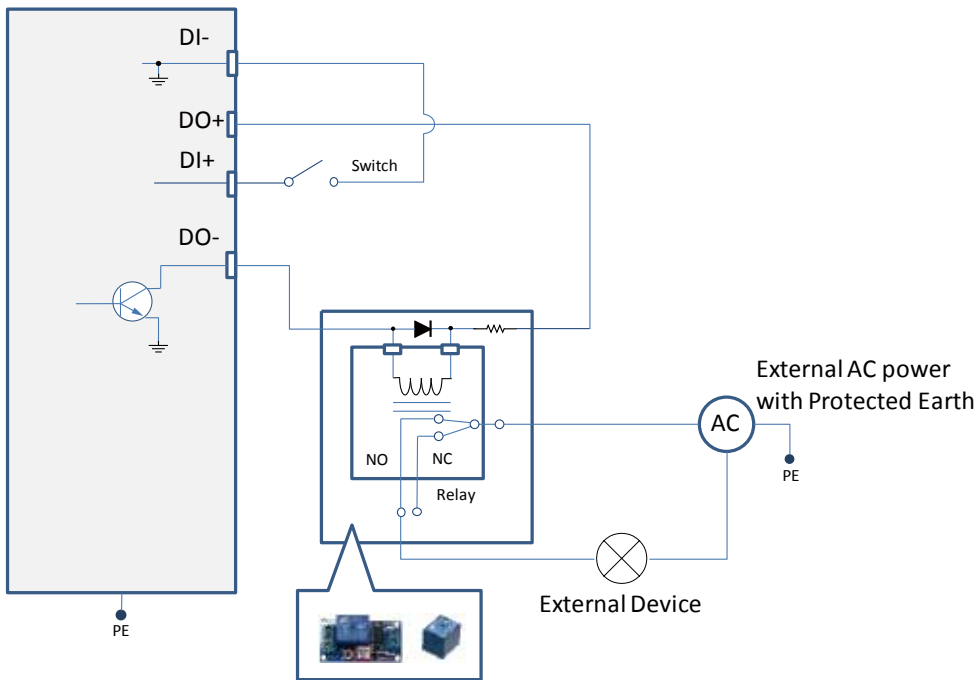 DI-
DO+
DI+
Switch
DO-
External AC power
with Protected Earth
AC
NO
NC
PE
Relay
External Device
PE